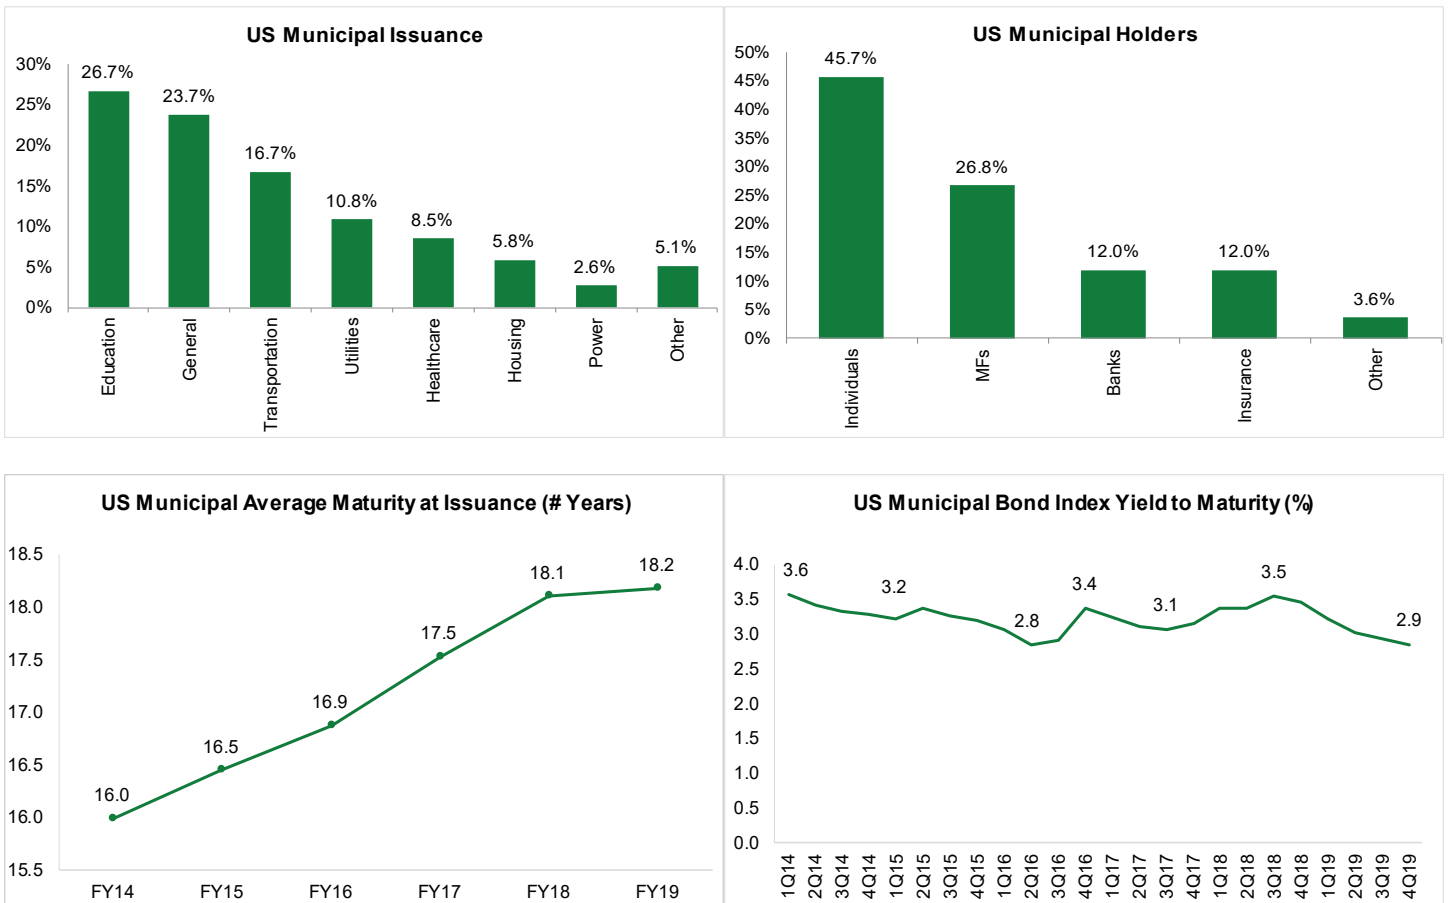 US Municipal Issuance
30%
25%
20%
15%
10%
5%
0%
26.7%
23.7%
16.7%
10.8%
8.5%
5.8%
2.6%
5.1%
Education
General
Transportation
Utilities
Healthcare
Housing
Power
Other
US Municipal Holders
50%
45%
40%
35%
30%
25%
20%
15%
10%
5%
0%
45.7%
26.8%
12.0%
12.0%
3.6%
Individuals
MFs
Banks
Insurance
Other
US Municipal Average Maturity at Issuance (# Years)
18.5
18.0
17.5
17.0
16.5
16.0
15.5
16.0
16.5
16.9
17.5
18.1
18.2
FY14
FY15
FY16
FY17
FY18
FY19
US Municipal Bond Index Yield to Maturity (%)
4.0
3.5
3.0
2.5
2.0
1.5
1.0
0.5
0.0
3.6
3.2
2.8
3.4
3.1
3.5
2.9
1Q14
2Q14
3Q14
4Q14
1Q15
2Q15
3Q15
4Q15
1Q16
2Q16
3Q16
4Q16
1Q17
2Q17
3Q17
4Q17
1Q18
2Q18
3Q18
4Q18
1Q19
2Q19
3Q19
4Q19